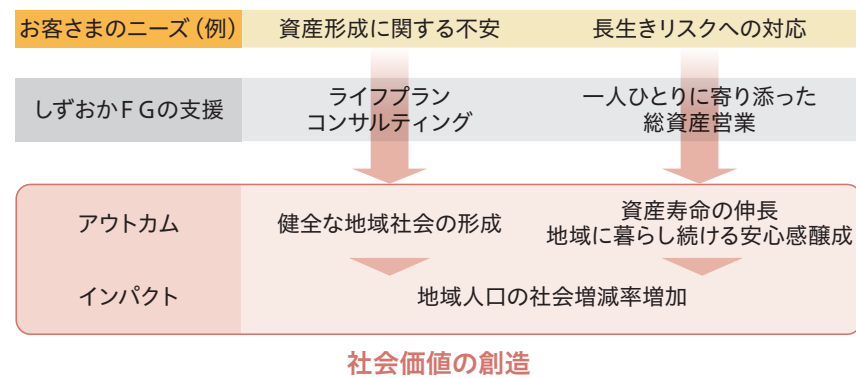 お客さまのニーズ（例）
資産形成に関する不安
長生きリスクへの対応
しずおかＦＧの支援
ライフプラン
コンサルティング
一人ひとりに寄り添った
総資産営業
アウトカム
健全な地域社会の形成
資産寿命の伸長
地域に暮らし続ける安心感醸成
インパクト
地域人口の社会増減率増加
社会価値の創造